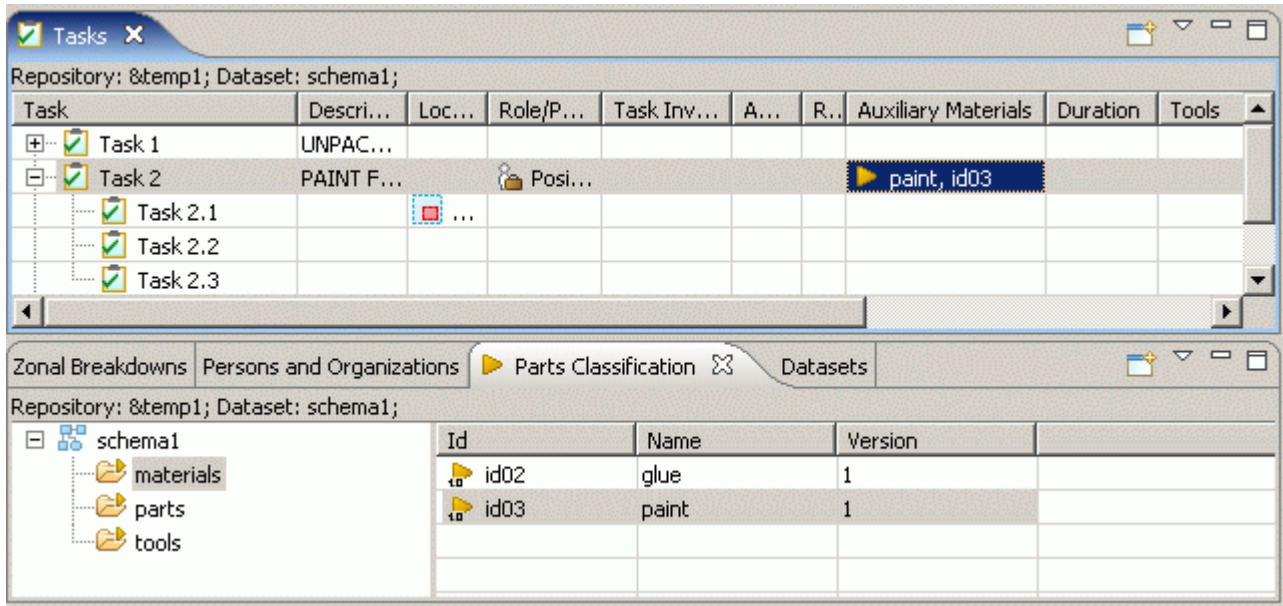 Tasks
Repository: &temp1; Dataset: schema1;
Task Descri... Loc... Role/P... Task Inv... A... R.. Auxiliary Materials Duration Tools
Task 1 UNPAC...
Task 2 PAINT F... Posi... paint, id03
Task 2.1 ...
Task 2.2
Task 2.3
Zonal Breakdowns Persons and Organizations Parts Classification Datasets
Repository: &temp1; Dataset: schema1;
schema1 Id Name Version
materials id02 glue 1
parts id03 paint 1
tools